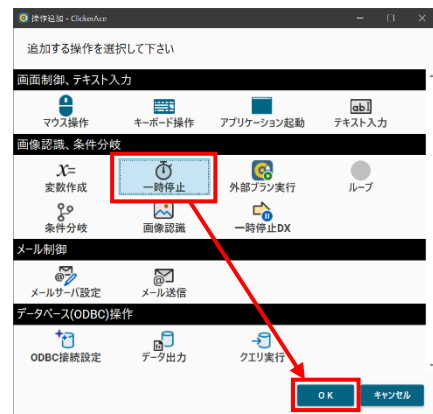 操作追加 - ClickerAce
追加する操作を選択して下さい
画面制御、テキスト入力
マウス操作 キーボード操作 アプリケーション起動 テキスト入力
画像認識、条件分岐
変数作成 一時停止 外部プラン実行 ループ
条件分岐 画像認識 一時停止DX
メール制御
メールサーバ設定 メール送信
データベース(ODBC)操作
ODBC接続設定 データ出力 クエリ実行
OK キャンセル